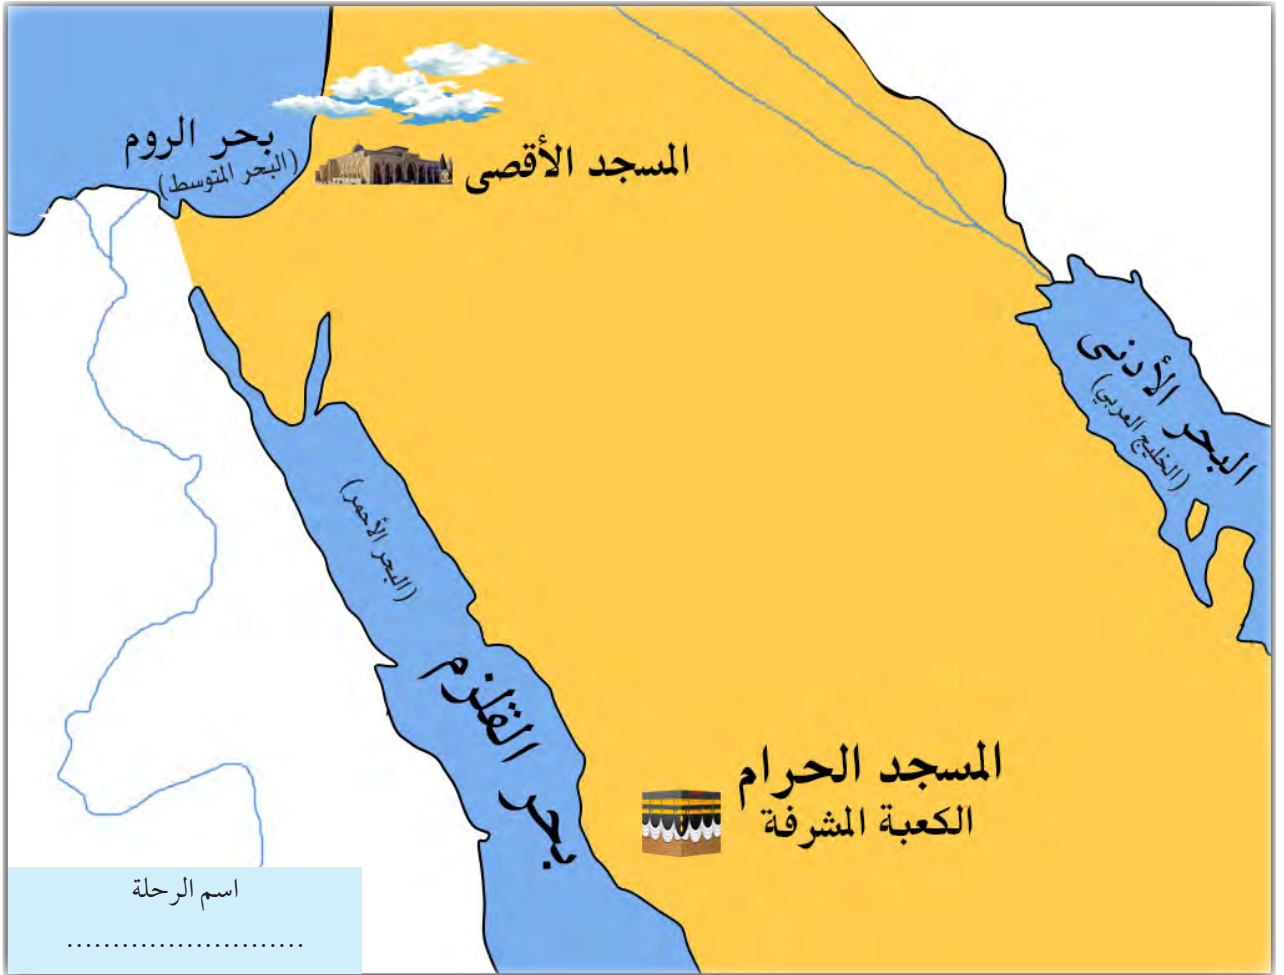 بحر الروم
(البحر المتوسط)
المسجد الأقصى
البحر الأدنى
(الخليج العربي)
(البحر الأحمر)
بحر القلزم
المسجد الحرام
الكعبة المشرفة
اسم الرحلة
..........................